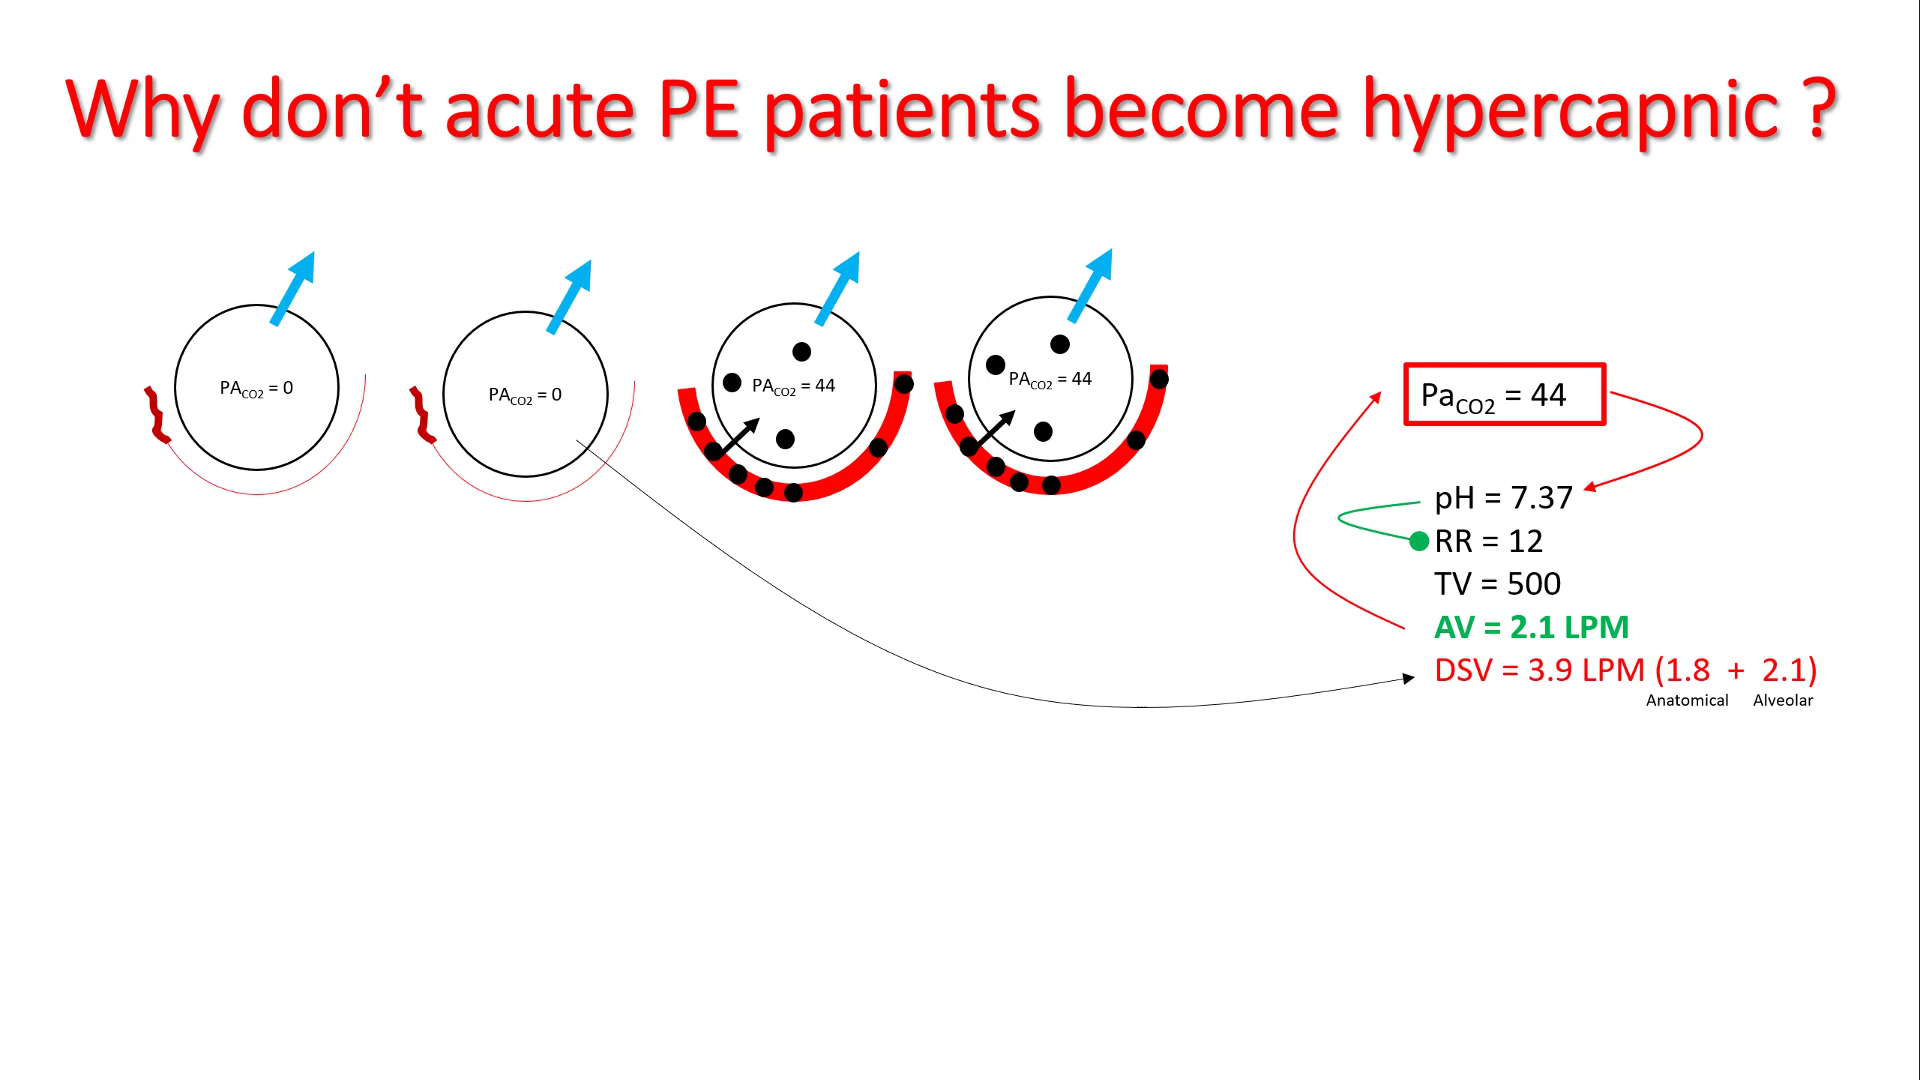 Why don’t acute PE patients become hypercapnic ?
PACO2 = 0
PACO2 = 0
PACO2 = 44
PACO2 = 44
PaCO2 = 44
pH = 7.37
RR = 12
TV = 500
AV = 2.1 LPM
DSV = 3.9 LPM (1.8 + 2.1)
Anatomical Alveolar